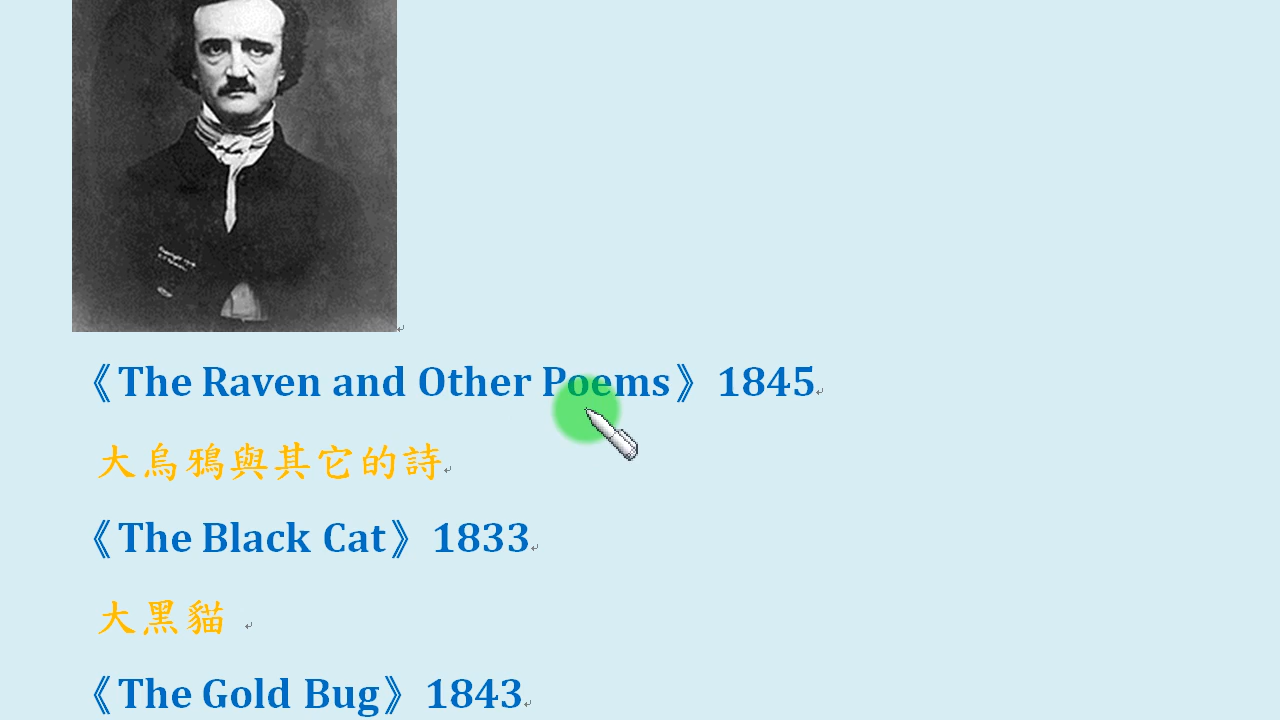 《The Raven and Other Poems》1845
大烏鴉與其它的詩
《The Black Cat》1833
大黑貓
《The Gold Bug》1843